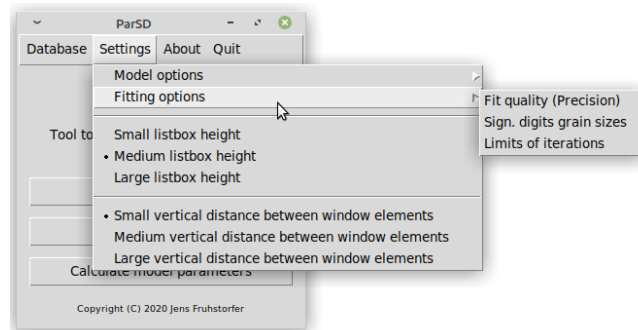 ParSD
Database Settings About Quit
Model options
Fitting options
Fit quality (Precision)
Sign. digits grain sizes
Limits of iterations
Tool to
Small listbox height
• Medium listbox height
Large listbox height
• Small vertical distance between window elements
Medium vertical distance between window elements
Large vertical distance between window elements
Calculate model parameters
Copyright (C) 2020 Jens Fruhstorfer